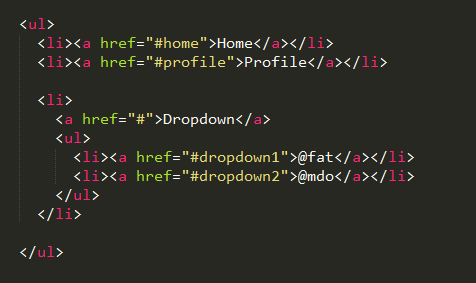 <ul>
  <li><a href="#home">Home</a></li>
  <li><a href="#profile">Profile</a></li>

  <li>
    <a href="#">Dropdown</a>
    <ul>
      <li><a href="#dropdown1">@fat</a></li>
      <li><a href="#dropdown2">@mdo</a></li>
    </ul>
  </li>

</ul>